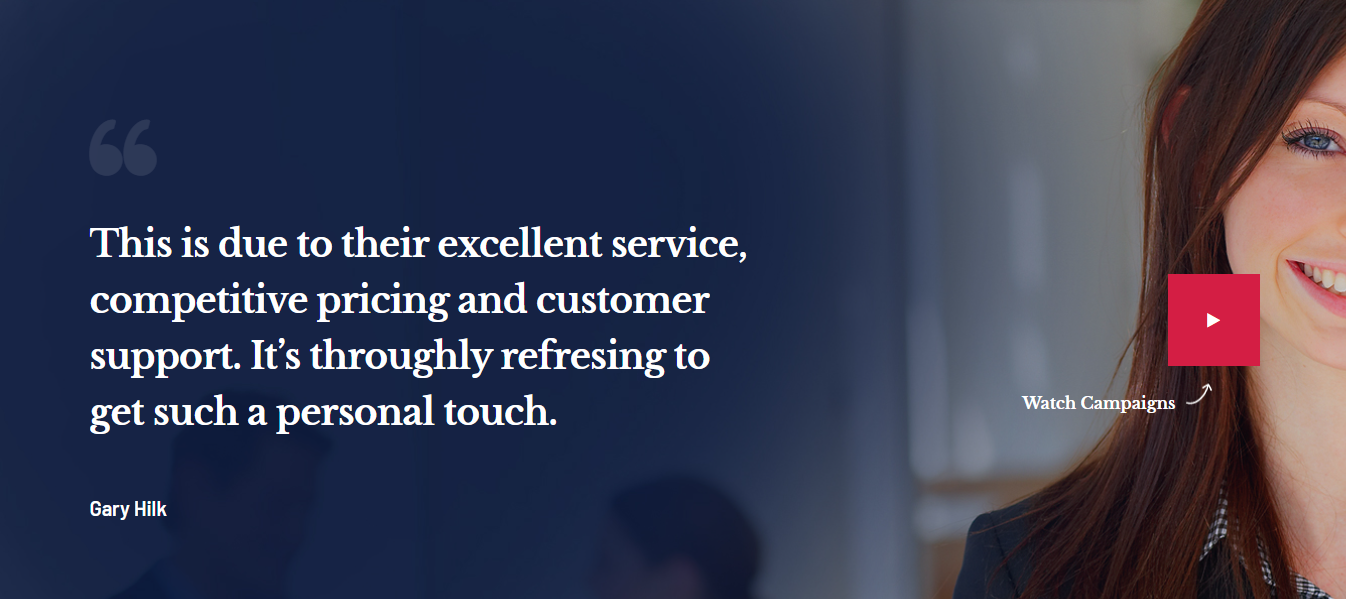 “
This is due to their excellent service,
competitive pricing and customer
support. It’s throughly refresing to
get such a personal touch.
Gary Hilk
Watch Campaigns